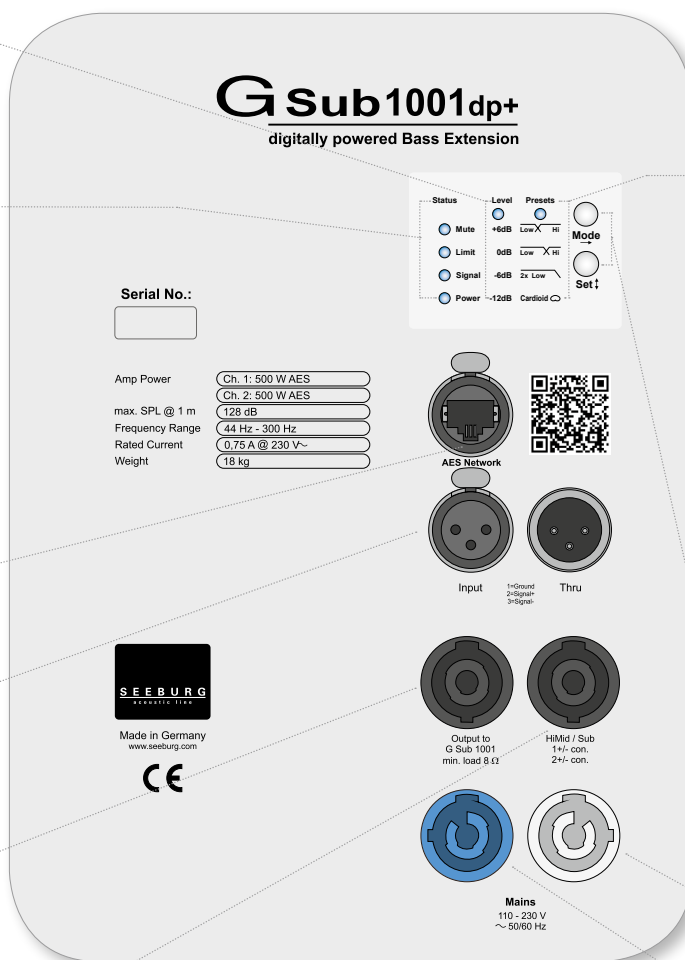 G Sub1001dp+
digitally powered Bass Extension
Status Level Presets
Mute +6dB Low Hi
Mode
Limit 0dB Low Hi
Signal -6dB 2x Low
Set
Power -12dB Cardioid
Serial No.:
Amp Power Ch. 1: 500 W AES
Ch. 2: 500 W AES
max. SPL @ 1 m 128 dB
Frequency Range 44 Hz - 300 Hz
Rated Current 0,75 A @ 230 V~
Weight 18 kg
AES Network
Input
1=Ground
2=Signal+
3=Signal-
Thru
SEEBURG
acoustic line
Made in Germany
www.seeburg.com
CE
Output to
G Sub 1001
min. load 8 Ω
HiMid / Sub
1+/- con.
2+/- con.
Mains
110 - 230 V
~ 50/60 Hz